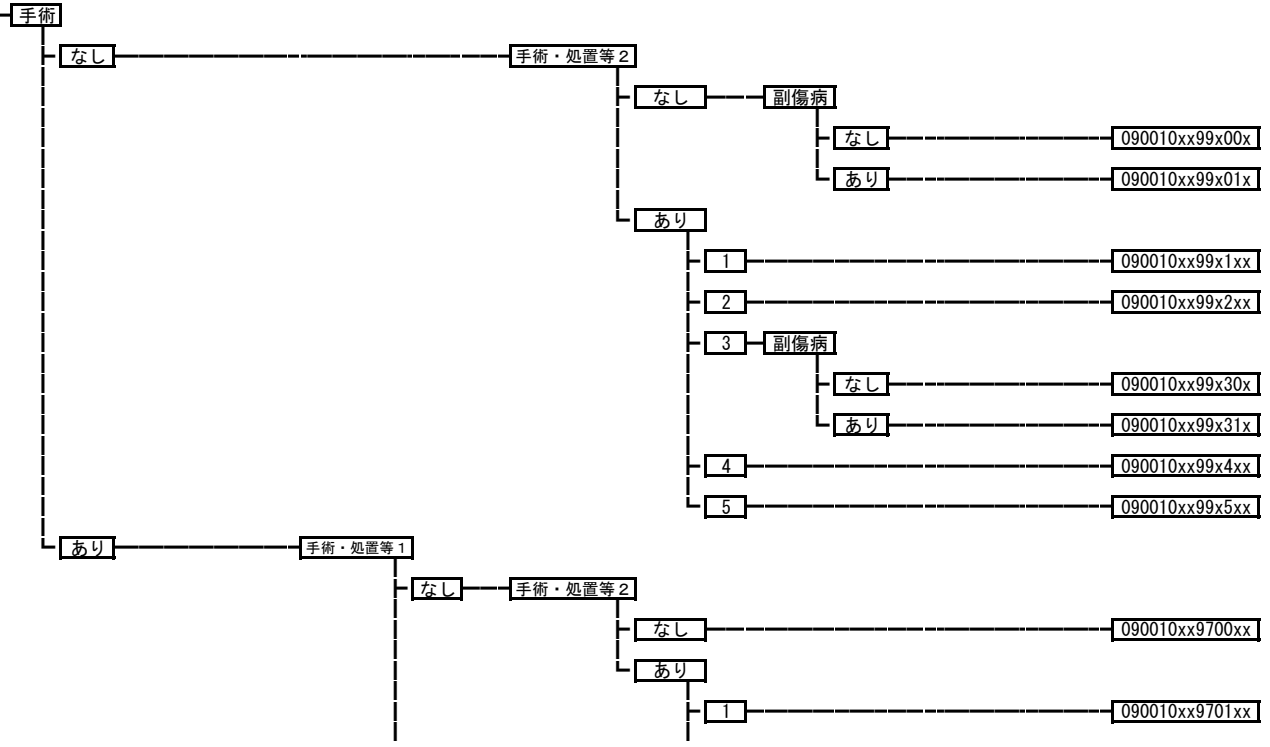 手術
なし 手術・処置等2
なし 副傷病
なし 090010xx99x00x
あり 090010xx99x01x
あり
1 090010xx99x1xx
2 090010xx99x2xx
3 副傷病
なし 090010xx99x30x
あり 090010xx99x31x
4 090010xx99x4xx
5 090010xx99x5xx
あり 手術・処置等1
なし 手術・処置等2
なし 090010xx9700xx
あり
1 090010xx9701xx